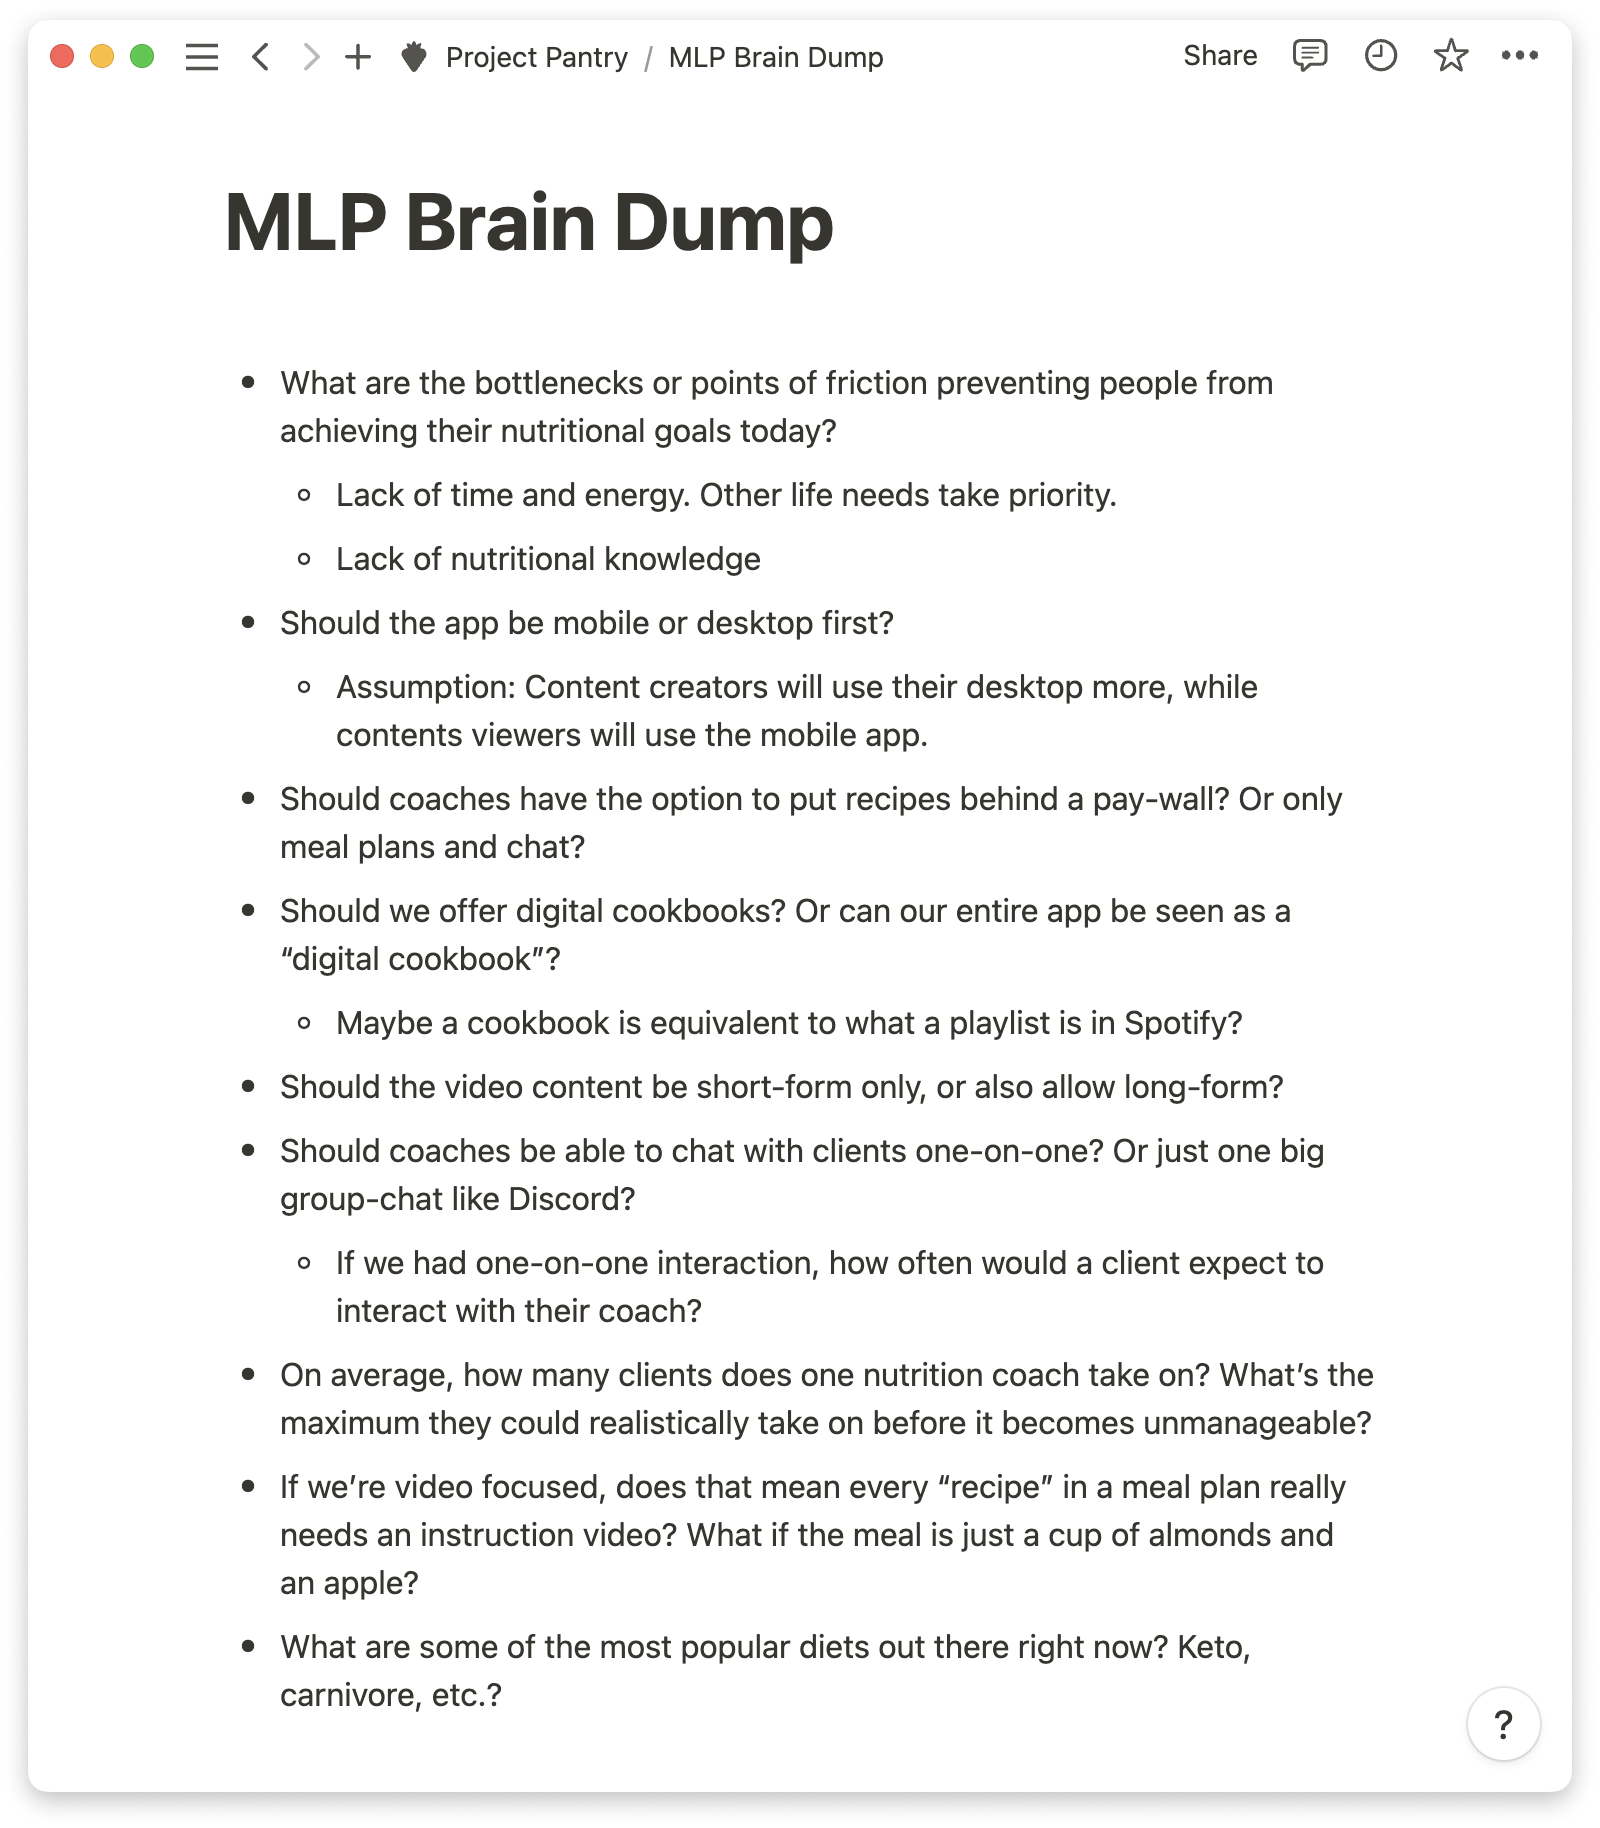 Project Pantry / MLP Brain Dump
Share
MLP Brain Dump
• What are the bottlenecks or points of friction preventing people from
achieving their nutritional goals today?
◦ Lack of time and energy. Other life needs take priority.
◦ Lack of nutritional knowledge
• Should the app be mobile or desktop first?
◦ Assumption: Content creators will use their desktop more, while
contents viewers will use the mobile app.
• Should coaches have the option to put recipes behind a pay-wall? Or only
meal plans and chat?
• Should we offer digital cookbooks? Or can our entire app be seen as a
“digital cookbook”?
◦ Maybe a cookbook is equivalent to what a playlist is in Spotify?
• Should the video content be short-form only, or also allow long-form?
• Should coaches be able to chat with clients one-on-one? Or just one big
group-chat like Discord?
◦ If we had one-on-one interaction, how often would a client expect to
interact with their coach?
• On average, how many clients does one nutrition coach take on? What’s the
maximum they could realistically take on before it becomes unmanageable?
• If we’re video focused, does that mean every “recipe” in a meal plan really
needs an instruction video? What if the meal is just a cup of almonds and
an apple?
• What are some of the most popular diets out there right now? Keto,
carnivore, etc.?
?